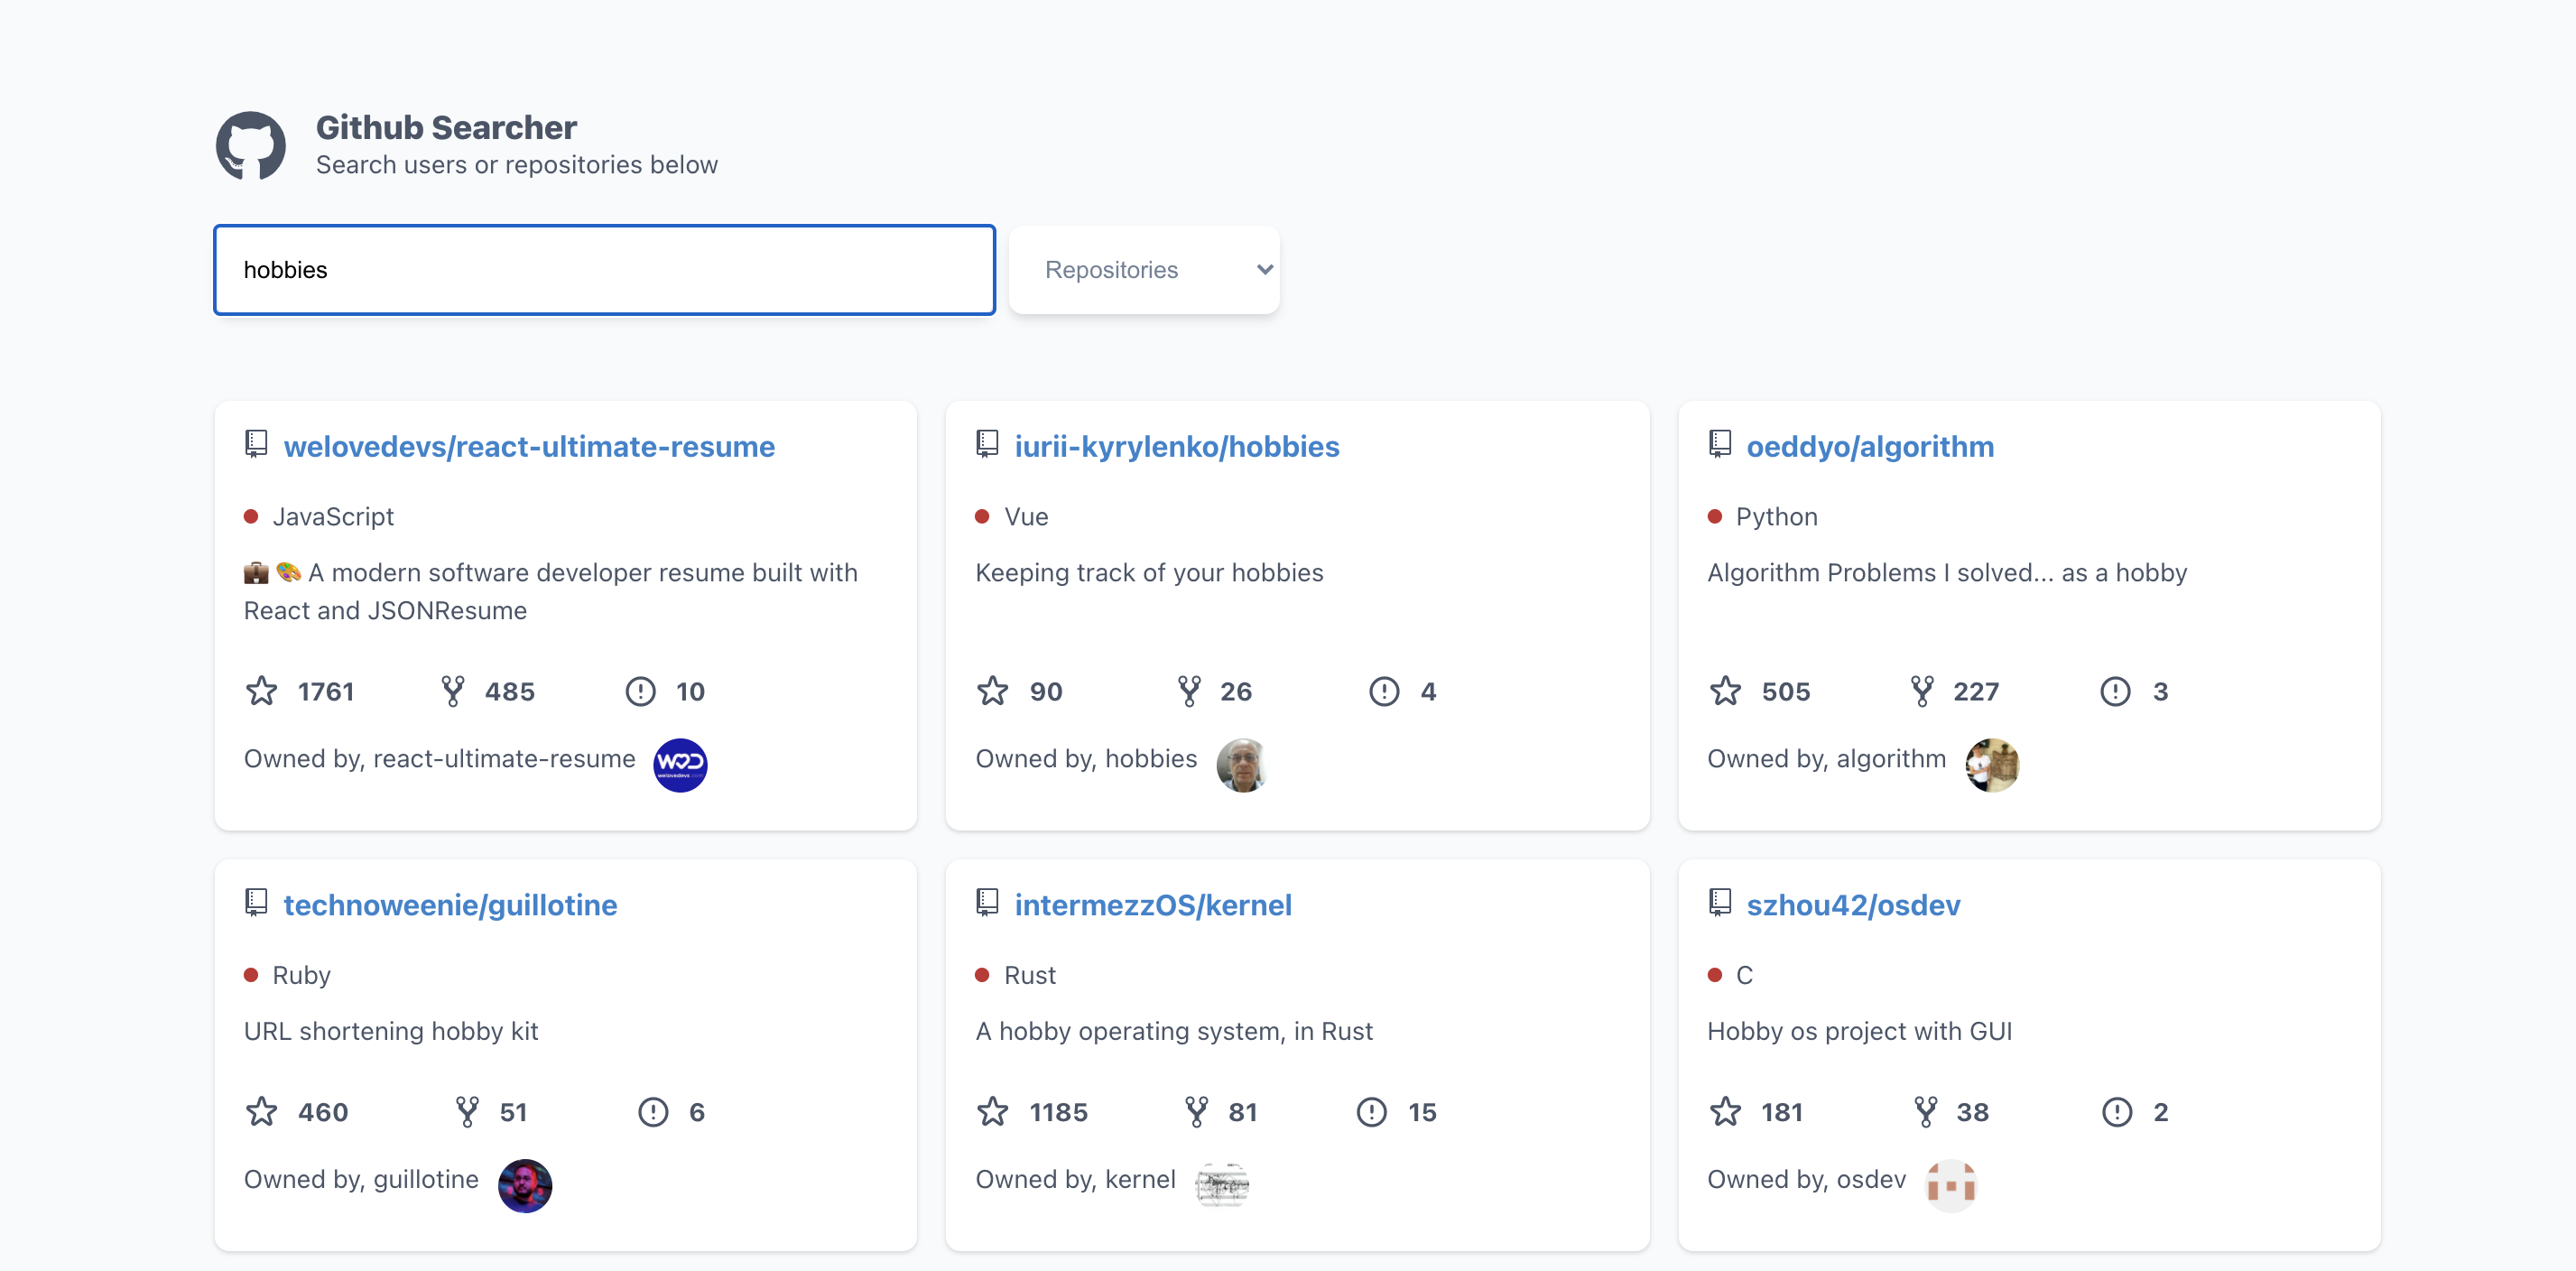 Github Searcher
Search users or repositories below
hobbies
Repositories
welovedevs/react-ultimate-resume
JavaScript
💼 🎨 A modern software developer resume built with
React and JSONResume
1761 485 10
Owned by, react-ultimate-resume
WOD
welovedevs.com
iurii-kyrylenko/hobbies
Vue
Keeping track of your hobbies
90 26 4
Owned by, hobbies
oeddyo/algorithm
Python
Algorithm Problems I solved... as a hobby
505 227 3
Owned by, algorithm
technoweenie/guillotine
Ruby
URL shortening hobby kit
460 51 6
Owned by, guillotine
intermezzOS/kernel
Rust
A hobby operating system, in Rust
1185 81 15
Owned by, kernel
szhou42/osdev
C
Hobby os project with GUI
181 38 2
Owned by, osdev